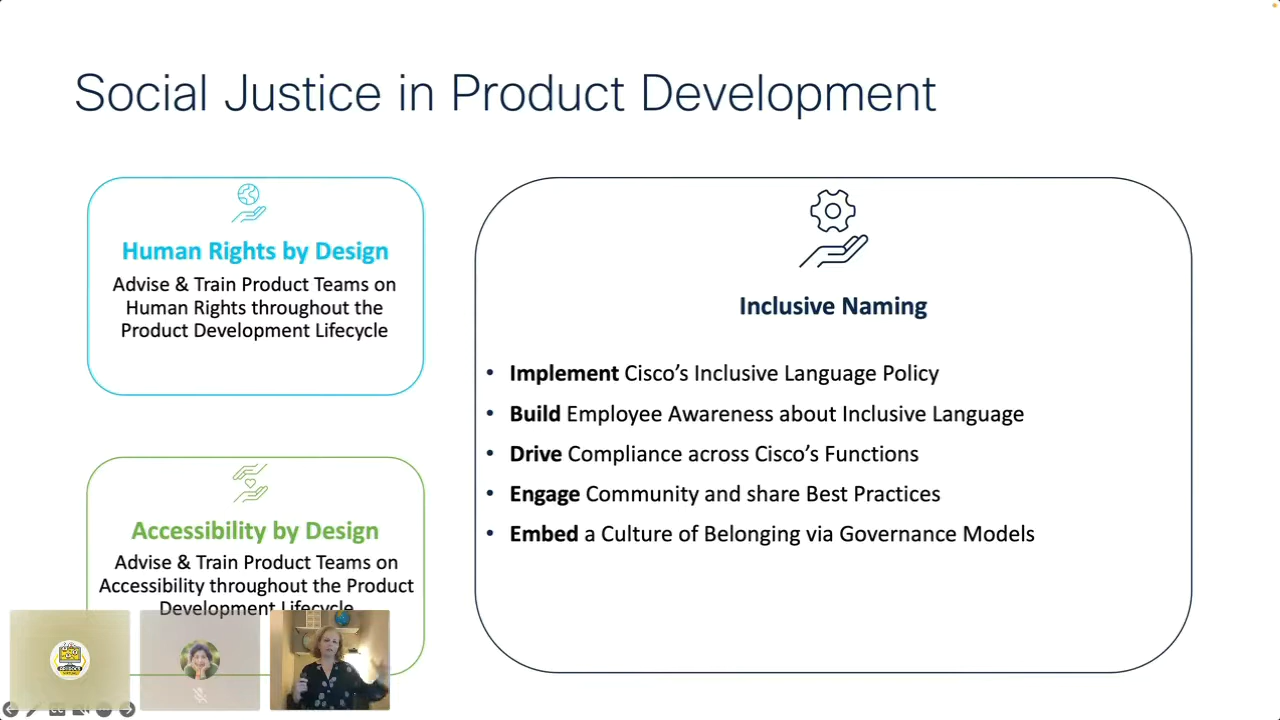 Social Justice in Product Development
Human Rights by Design
Advise & Train Product Teams on
Human Rights throughout the
Product Development Lifecycle
Accessibility by Design
Advise & Train Product Teams on
Accessibility throughout the Product
Development Lifecycle
Inclusive Naming
• Implement Cisco’s Inclusive Language Policy
• Build Employee Awareness about Inclusive Language
• Drive Compliance across Cisco’s Functions
• Engage Community and share Best Practices
• Embed a Culture of Belonging via Governance Models